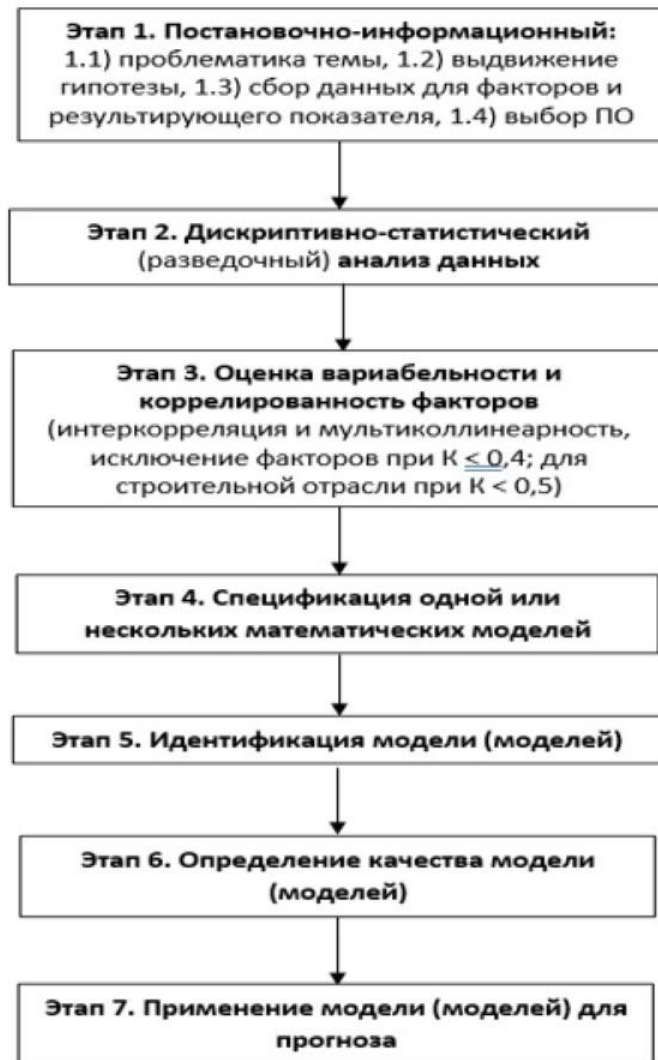 Этап 1. Постановочно-информационный:
1.1) проблематика темы, 1.2) выдвижение
гипотезы, 1.3) сбор данных для факторов и
результирующего показателя, 1.4) выбор ПО
Этап 2. Дискриптивно-статистический
(разведочный) анализ данных
Этап 3. Оценка вариабельности и
коррелированность факторов
(интеркорреляция и мультиколлинеарность,
исключение факторов при К < 0,4; для
строительной отрасли при К < 0,5)
Этап 4. Спецификация одной или
нескольких математических моделей
Этап 5. Идентификация модели (моделей)
Этап 6. Определение качества модели
(моделей)
Этап 7. Применение модели (моделей) для
прогноза